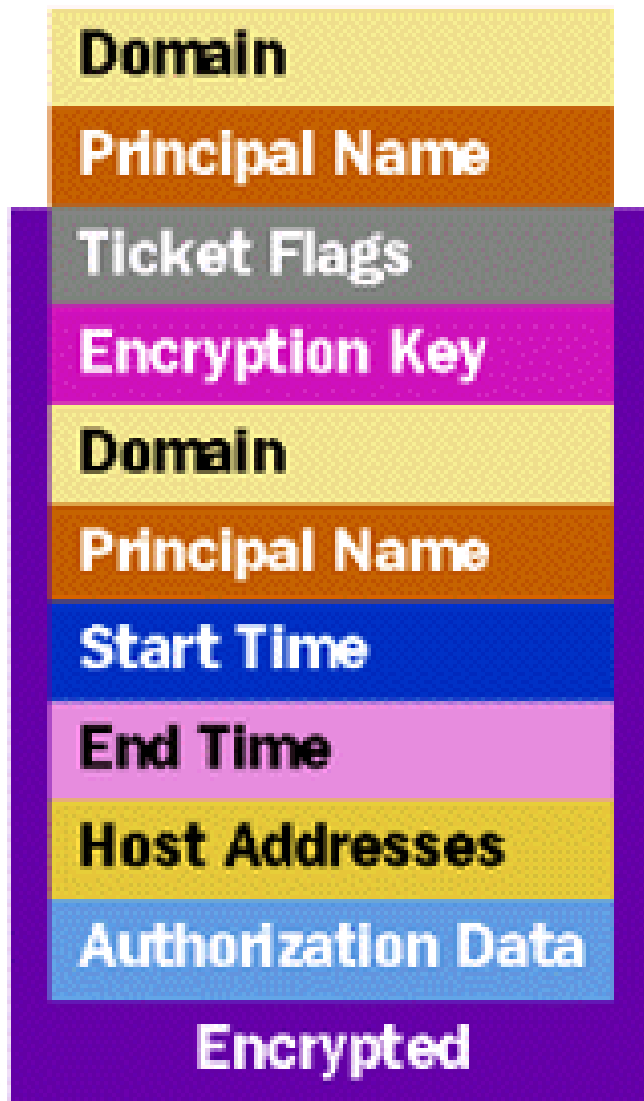 Domain
Principal Name
Ticket Flags
Encryption Key
Domain
Principal Name
Start Time
End Time
Host Addresses
Authorization Data
Encrypted